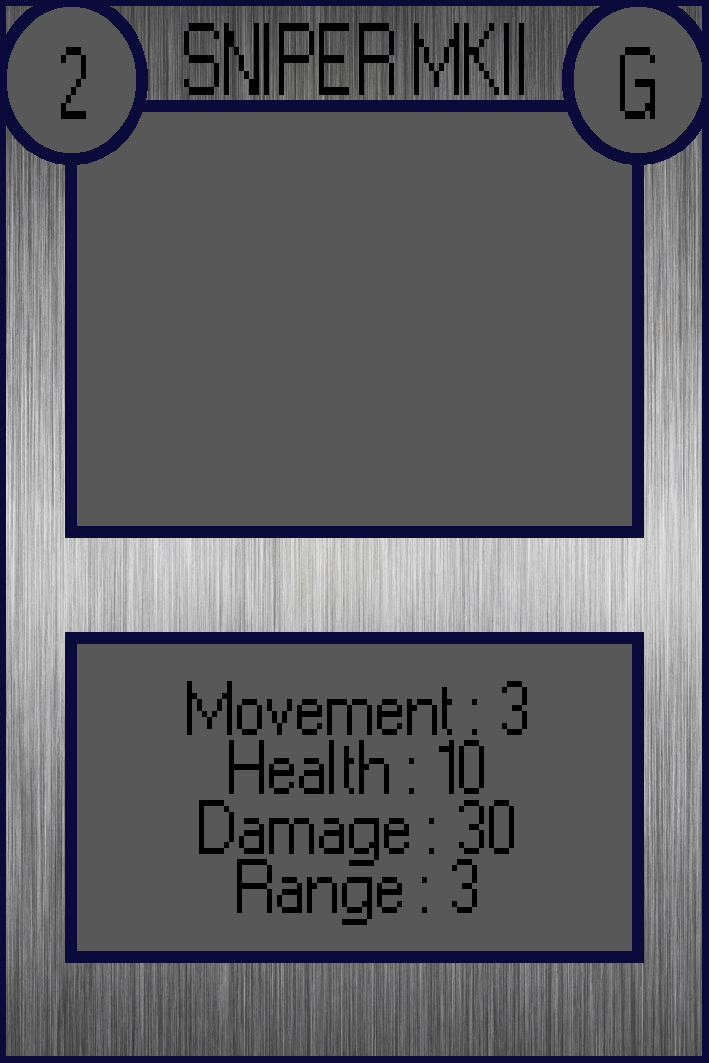 2
SNIPER MKII
G
Movement : 3
Health : 10
Damage : 30
Range : 3